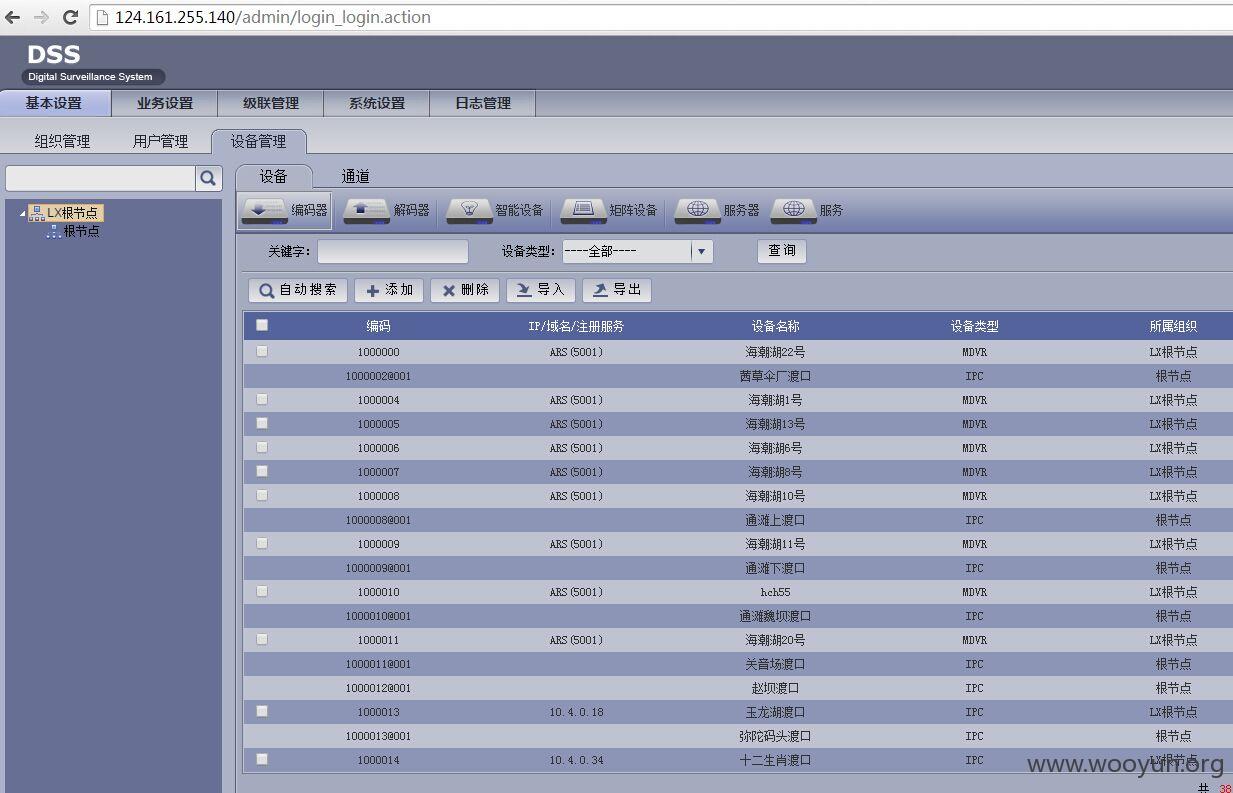 124.161.255.140/admin/login_login.action
DSS
Digital Surveillance System
基本设置 业务设置 级联管理 系统设置 日志管理
组织管理 用户管理 设备管理
设备 通道
LX根节点
根节点
编码器 解码器 智能设备 矩阵设备 服务器 服务
关键字: 设备类型: ----全部---- 查询
自动搜索 添加 删除 导入 导出
编码 IP/域名/注册服务 设备名称 设备类型 所属组织
1000000 ARS(5001) 海潮湖22号 MDVR LX根节点
1000002@001 茜草伞厂渡口 IPC 根节点
1000004 ARS(5001) 海潮湖1号 MDVR LX根节点
1000005 ARS(5001) 海潮湖13号 MDVR LX根节点
1000006 ARS(5001) 海潮湖6号 MDVR LX根节点
1000007 ARS(5001) 海潮湖8号 MDVR LX根节点
1000008 ARS(5001) 海潮湖10号 MDVR LX根节点
1000008@001 通滩上渡口 IPC 根节点
1000009 ARS(5001) 海潮湖11号 MDVR LX根节点
1000009@001 通滩下渡口 IPC 根节点
1000010 ARS(5001) hch55 MDVR LX根节点
1000010@001 通滩魏坝渡口 IPC 根节点
1000011 ARS(5001) 海潮湖20号 MDVR LX根节点
1000011@001 关音场渡口 IPC 根节点
1000012@001 赵坝渡口 IPC 根节点
1000013 10.4.0.18 玉龙湖渡口 IPC LX根节点
1000013@001 弥陀码头渡口 IPC 根节点
1000014 10.4.0.34 十二生肖渡口 IPC LX根节点
www.wooyun.org
共 38